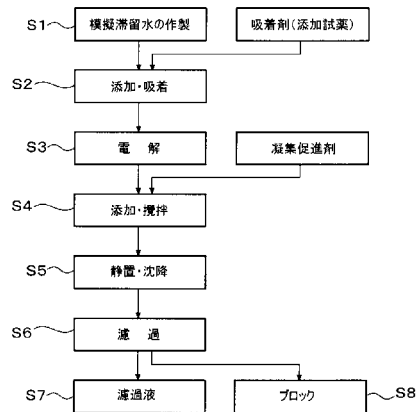 S1 模擬滞留水の作製 吸着剤(添加試薬)
S2 添加・吸着
S3 電 解 凝集促進剤
S4 添加・攪拌
S5 静置・沈降
S6 濾 過
S7 濾過液 ブロック S8